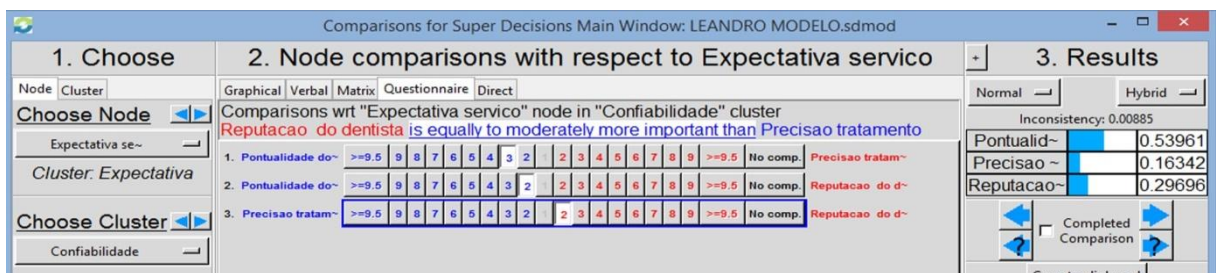 Comparisons for Super Decisions Main Window: LEANDRO MODELO.sdmod
1. Choose
Node Cluster
Choose Node
Expectativa se~
Cluster: Expectativa
Choose Cluster
Confiabilidade
2. Node comparisons with respect to Expectativa servico
Graphical Verbal Matrix Questionnaire Direct
Comparisons wrt "Expectativa servico" node in "Confiabilidade" cluster
Reputacao do dentista is equally to moderately more important than Precisao tratamento
1. Pontualidade do~ >=9.5 9 8 7 6 5 4 3 2 1 2 3 4 5 6 7 8 9 >=9.5 No comp. Precisao tratam~
2. Pontualidade do~ >=9.5 9 8 7 6 5 4 3 2 1 2 3 4 5 6 7 8 9 >=9.5 No comp. Reputacao do d~
3. Precisao tratam~ >=9.5 9 8 7 6 5 4 3 2 1 2 3 4 5 6 7 8 9 >=9.5 No comp. Reputacao do d~
+ 3. Results
Normal Hybrid
Inconsistency: 0.00885
Pontualid~ 0.53961
Precisao ~ 0.16342
Reputacao~ 0.29696
Completed
Comparison
? ?